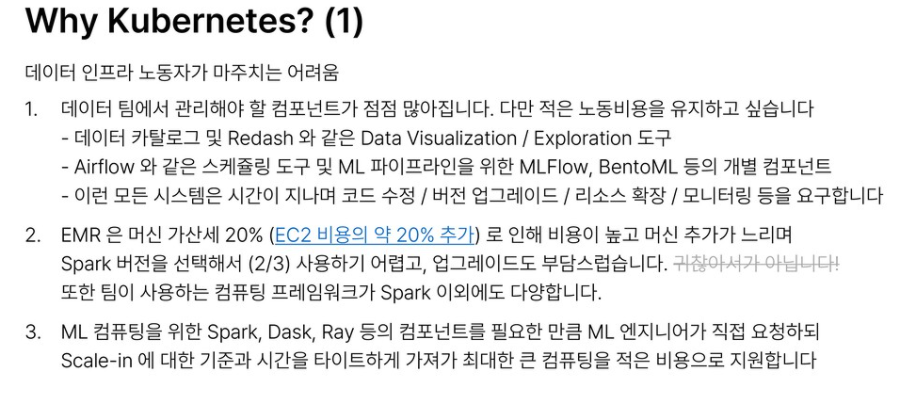 Why Kubernetes? (1)
데이터 인프라 노동자가 마주치는 어려움
1. 데이터 팀에서 관리해야 할 컴포넌트가 점점 많아집니다. 다만 적은 노동비용을 유지하고 싶습니다
- 데이터 카탈로그 및 Redash 와 같은 Data Visualization / Exploration 도구
- Airflow 와 같은 스케쥴링 도구 및 ML 파이프라인을 위한 MLFlow, BentoML 등의 개별 컴포넌트
- 이런 모든 시스템은 시간이 지나며 코드 수정 / 버전 업그레이드 / 리소스 확장 / 모니터링 등을 요구합니다
2. EMR 은 머신 가산세 20% (EC2 비용의 약 20% 추가) 로 인해 비용이 높고 머신 추가가 느리며
Spark 버전을 선택해서 (2/3) 사용하기 어렵고, 업그레이드도 부담스럽습니다. 귀찮아서가 아닙니다!
또한 팀이 사용하는 컴퓨팅 프레임워크가 Spark 이외에도 다양합니다.
3. ML 컴퓨팅을 위한 Spark, Dask, Ray 등의 컴포넌트를 필요한 만큼 ML 엔지니어가 직접 요청하되
Scale-in 에 대한 기준과 시간을 타이트하게 가져가 최대한 큰 컴퓨팅을 적은 비용으로 지원합니다